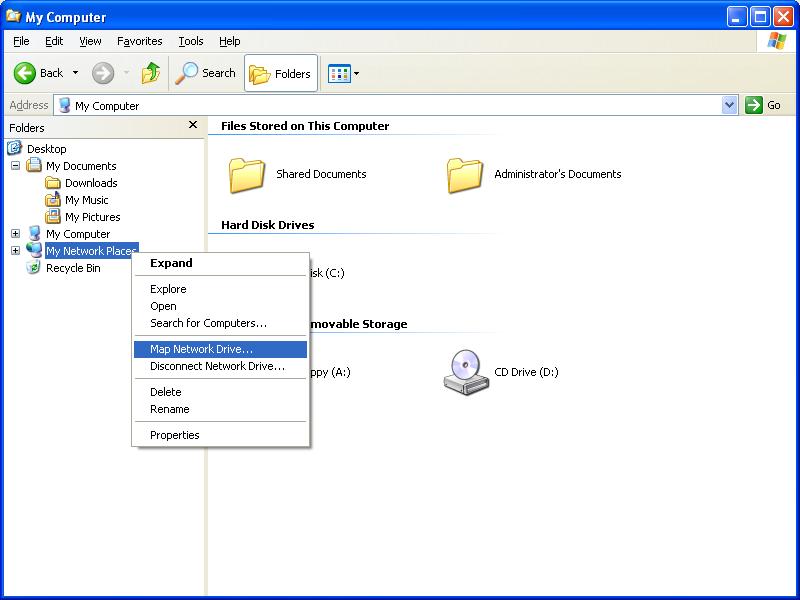 My Computer
File Edit View Favorites Tools Help
Back Search Folders
Address My Computer Go
Folders
Desktop
My Documents
Downloads
My Music
My Pictures
My Computer
My Network Places
Recycle Bin
Expand
Explore
Open
Search for Computers...
Map Network Drive...
Disconnect Network Drive...
Delete
Rename
Properties
Files Stored on This Computer
Shared Documents Administrator's Documents
Hard Disk Drives
isk (C:)
movable Storage
ppy (A:) CD Drive (D:)